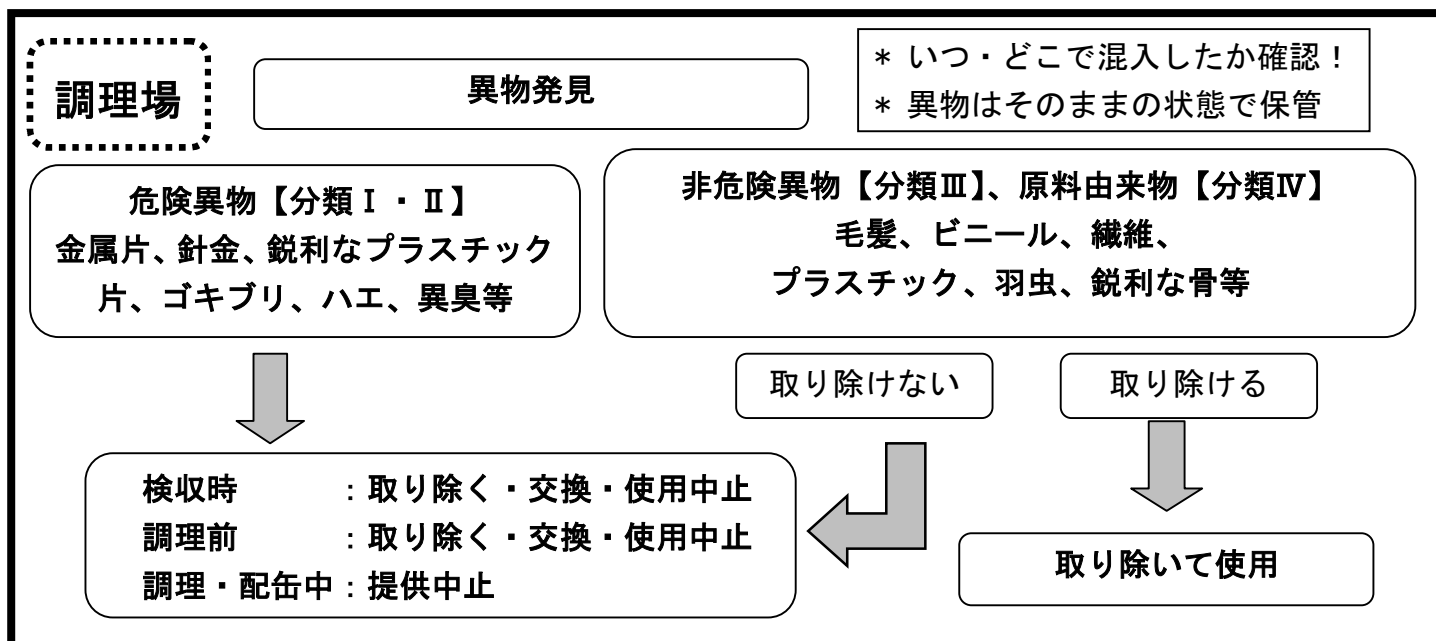 調理場
異物発見
* いつ・どこで混入したか確認！
* 異物はそのままの状態で保管
危険異物【分類Ⅰ・Ⅱ】
金属片、針金、鋭利なプラスチック
片、ゴキブリ、ハエ、異臭等
非危険異物【分類Ⅲ】、原料由来物【分類Ⅳ】
毛髪、ビニール、繊維、
プラスチック、羽虫、鋭利な骨等
取り除けない
取り除ける
検収時　　　：取り除く・交換・使用中止
調理前　　　：取り除く・交換・使用中止
調理・配缶中：提供中止
取り除いて使用